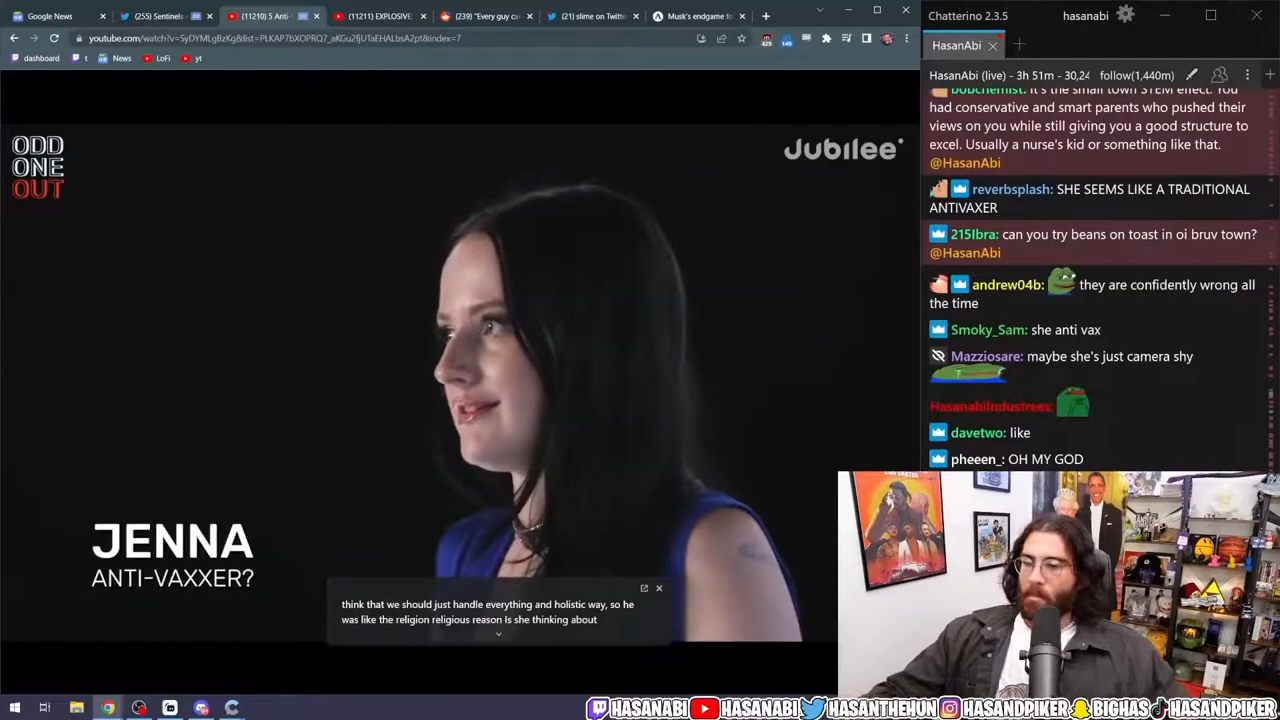 Google News
(255) Sentinels
(11210) 5 Anti-
(11211) EXPLOSIVE
(239) "Every guy ca
(21) slime on Twitte
Musk's endgame fo
youtube.com/watch?v=SyDYMLgBzKg&list=PLKAP7bXOPRQ7_aKGu2fjUTaEHALbsA2pt&index=7
dashboard
t
News
LoFi
yt
ODD
ONE
OUT
Jubilee
JENNA
ANTI-VAXXER?
think that we should just handle everything and holistic way, so he
was like the religion religious reason Is she thinking about
Chatterino 2.3.5
hasanabi
HasanAbi
HasanAbi (live) - 3h 51m - 30,24
follow(1,440m)
bobchemist: It's the small town STEM effect. You
had conservative and smart parents who pushed their
views on you while still giving you a good structure to
excel. Usually a nurse's kid or something like that.
@HasanAbi
reverbsplash: SHE SEEMS LIKE A TRADITIONAL
ANTIVAXER
215Ibra: can you try beans on toast in oi bruv town?
@HasanAbi
andrew04b: they are confidently wrong all
the time
Smoky_Sam: she anti vax
Mazziosare: maybe she's just camera shy
HasanabiIndustrees:
davetwo: like
pheeen_: OH MY GOD
HASANABI
HASANABI
HASANTHEHUN
HASANDPIKER
BIGHAS
HASANDPIKER